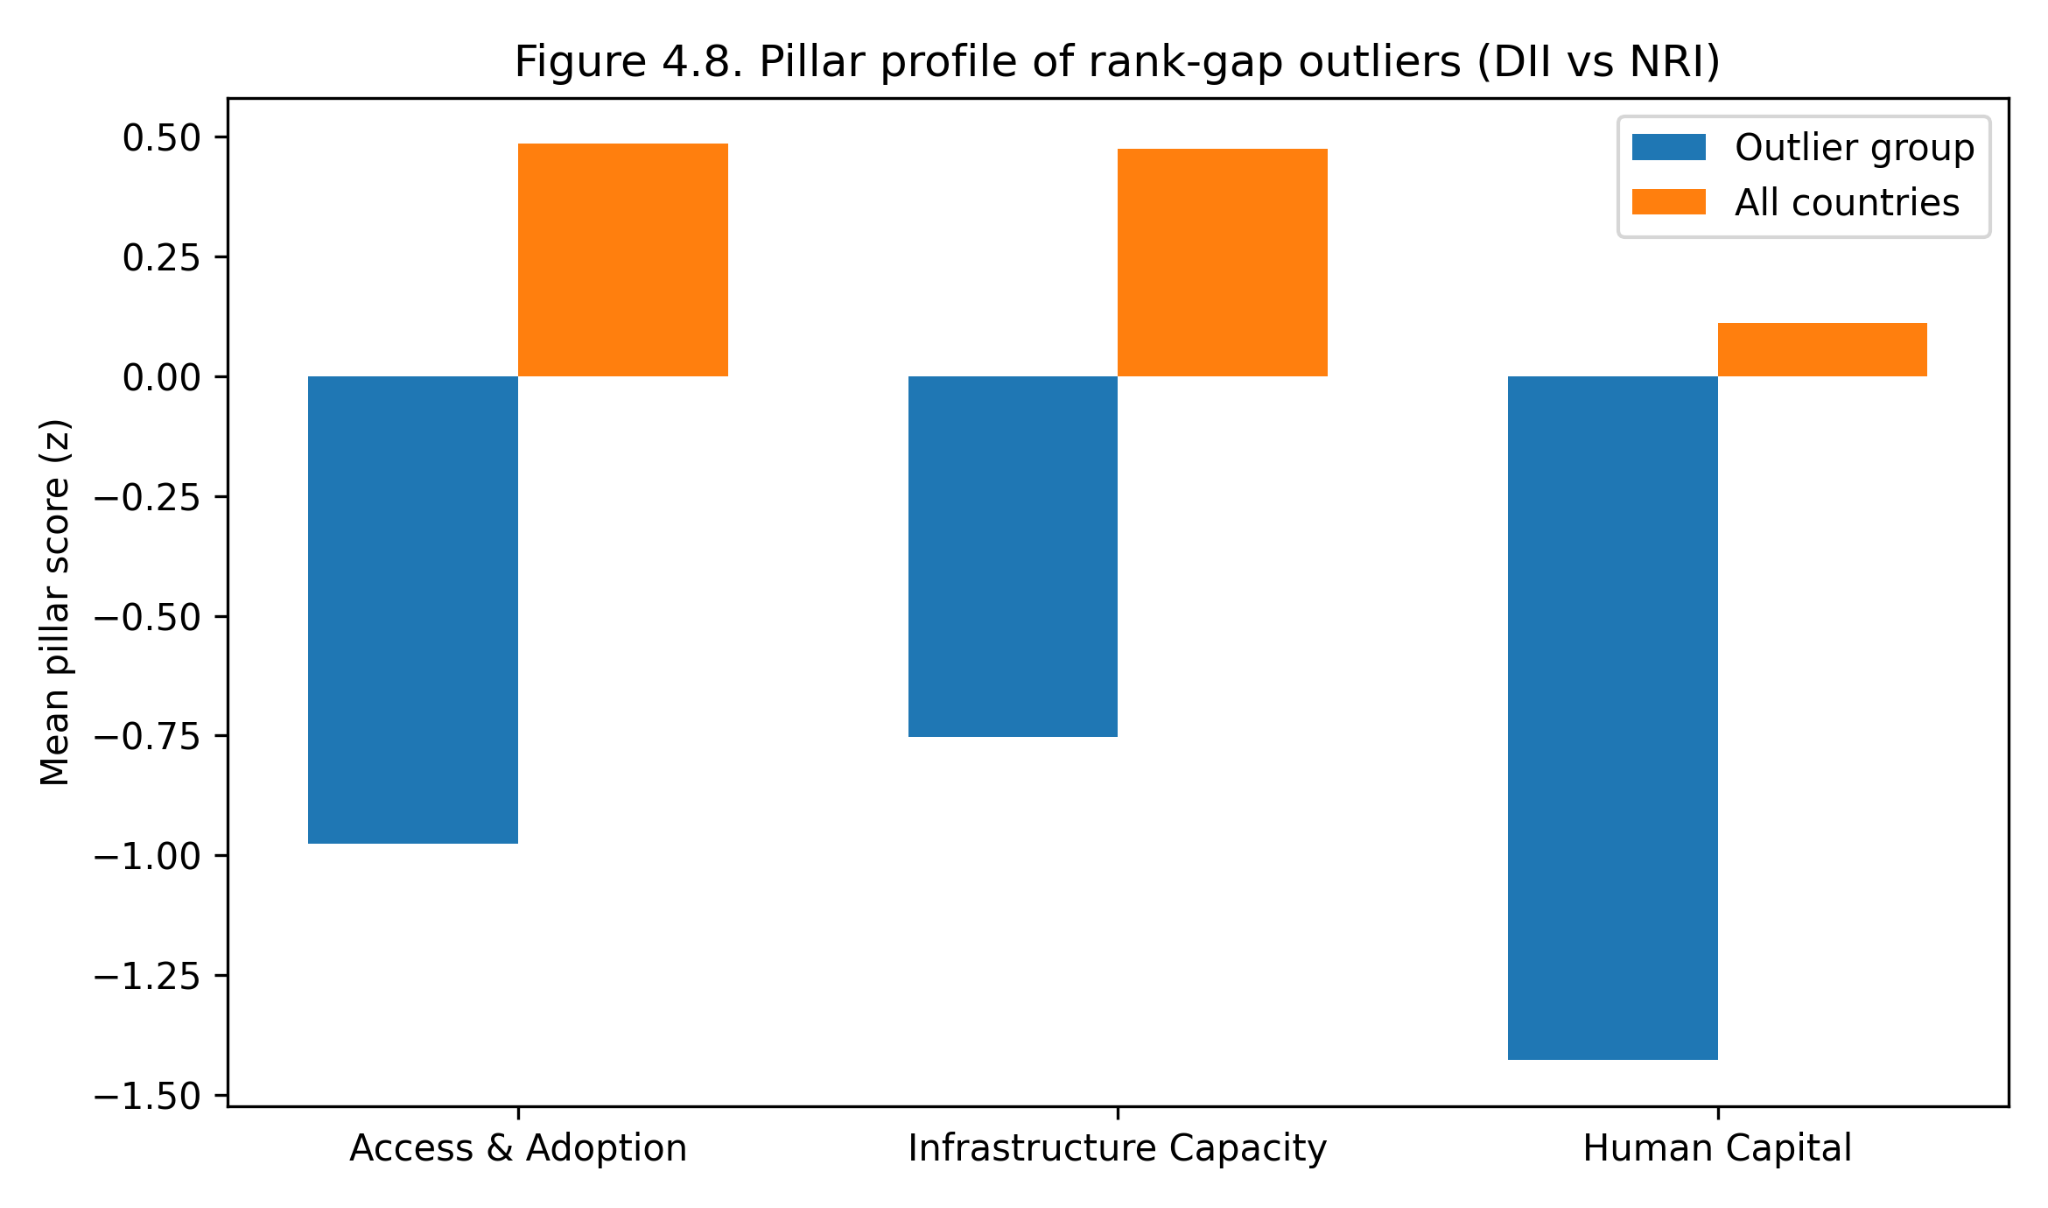 Figure 4.8. Pillar profile of rank-gap outliers (DII vs NRI)
Outlier group
All countries
Mean pillar score (z)
0.50
0.25
0.00
−0.25
−0.50
−0.75
−1.00
−1.25
−1.50
Access & Adoption
Infrastructure Capacity
Human Capital